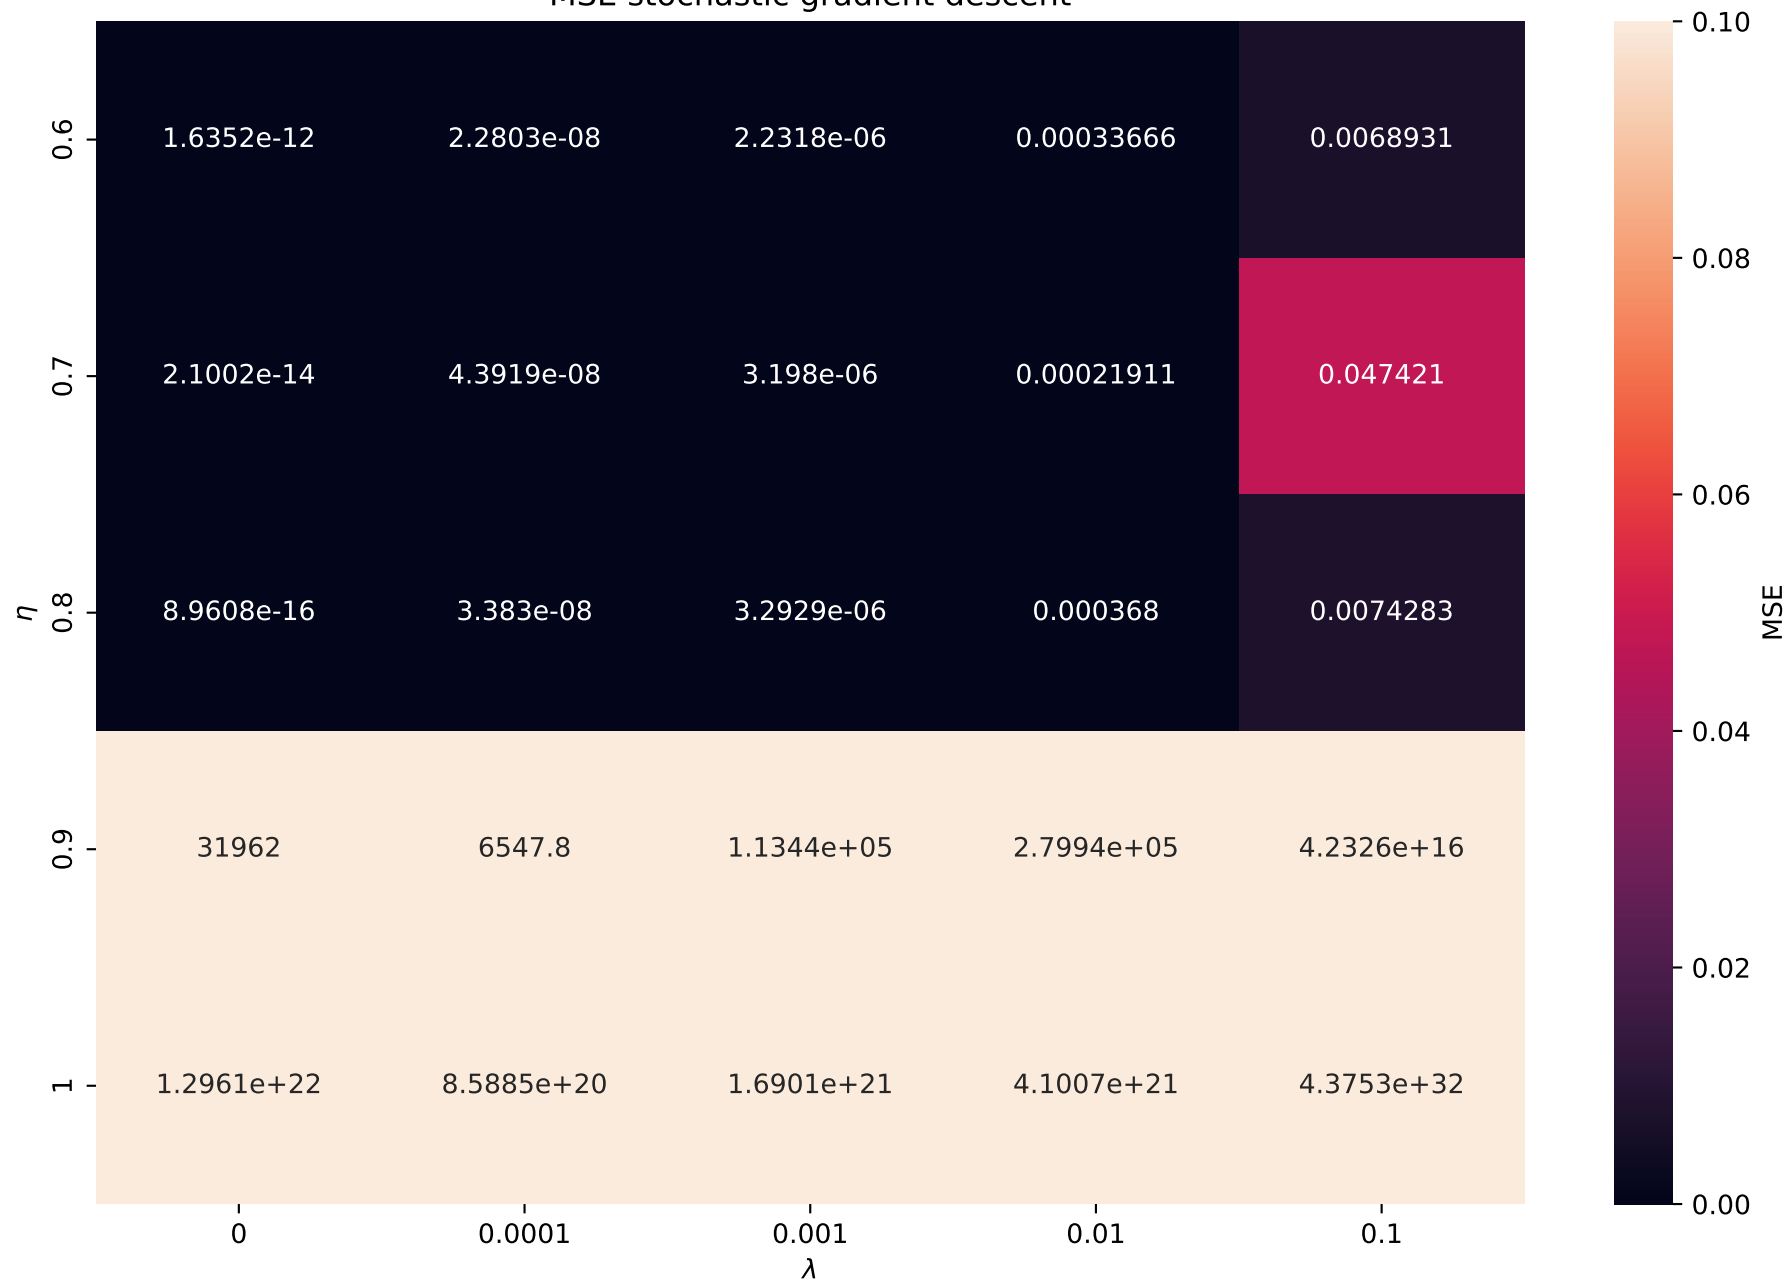 MSE stochastic gradient descent
0.10
0.6 1.6352e-12 2.2803e-08 2.2318e-06 0.00033666 0.0068931
0.08
0.7 2.1002e-14 4.3919e-08 3.198e-06 0.00021911 0.047421
0.06
η 0.8 8.9608e-16 3.383e-08 3.2929e-06 0.000368 0.0074283
MSE
0.04
0.9 31962 6547.8 1.1344e+05 2.7994e+05 4.2326e+16
0.02
1 1.2961e+22 8.5885e+20 1.6901e+21 4.1007e+21 4.3753e+32
0.00
0 0.0001 0.001 0.01 0.1
λ